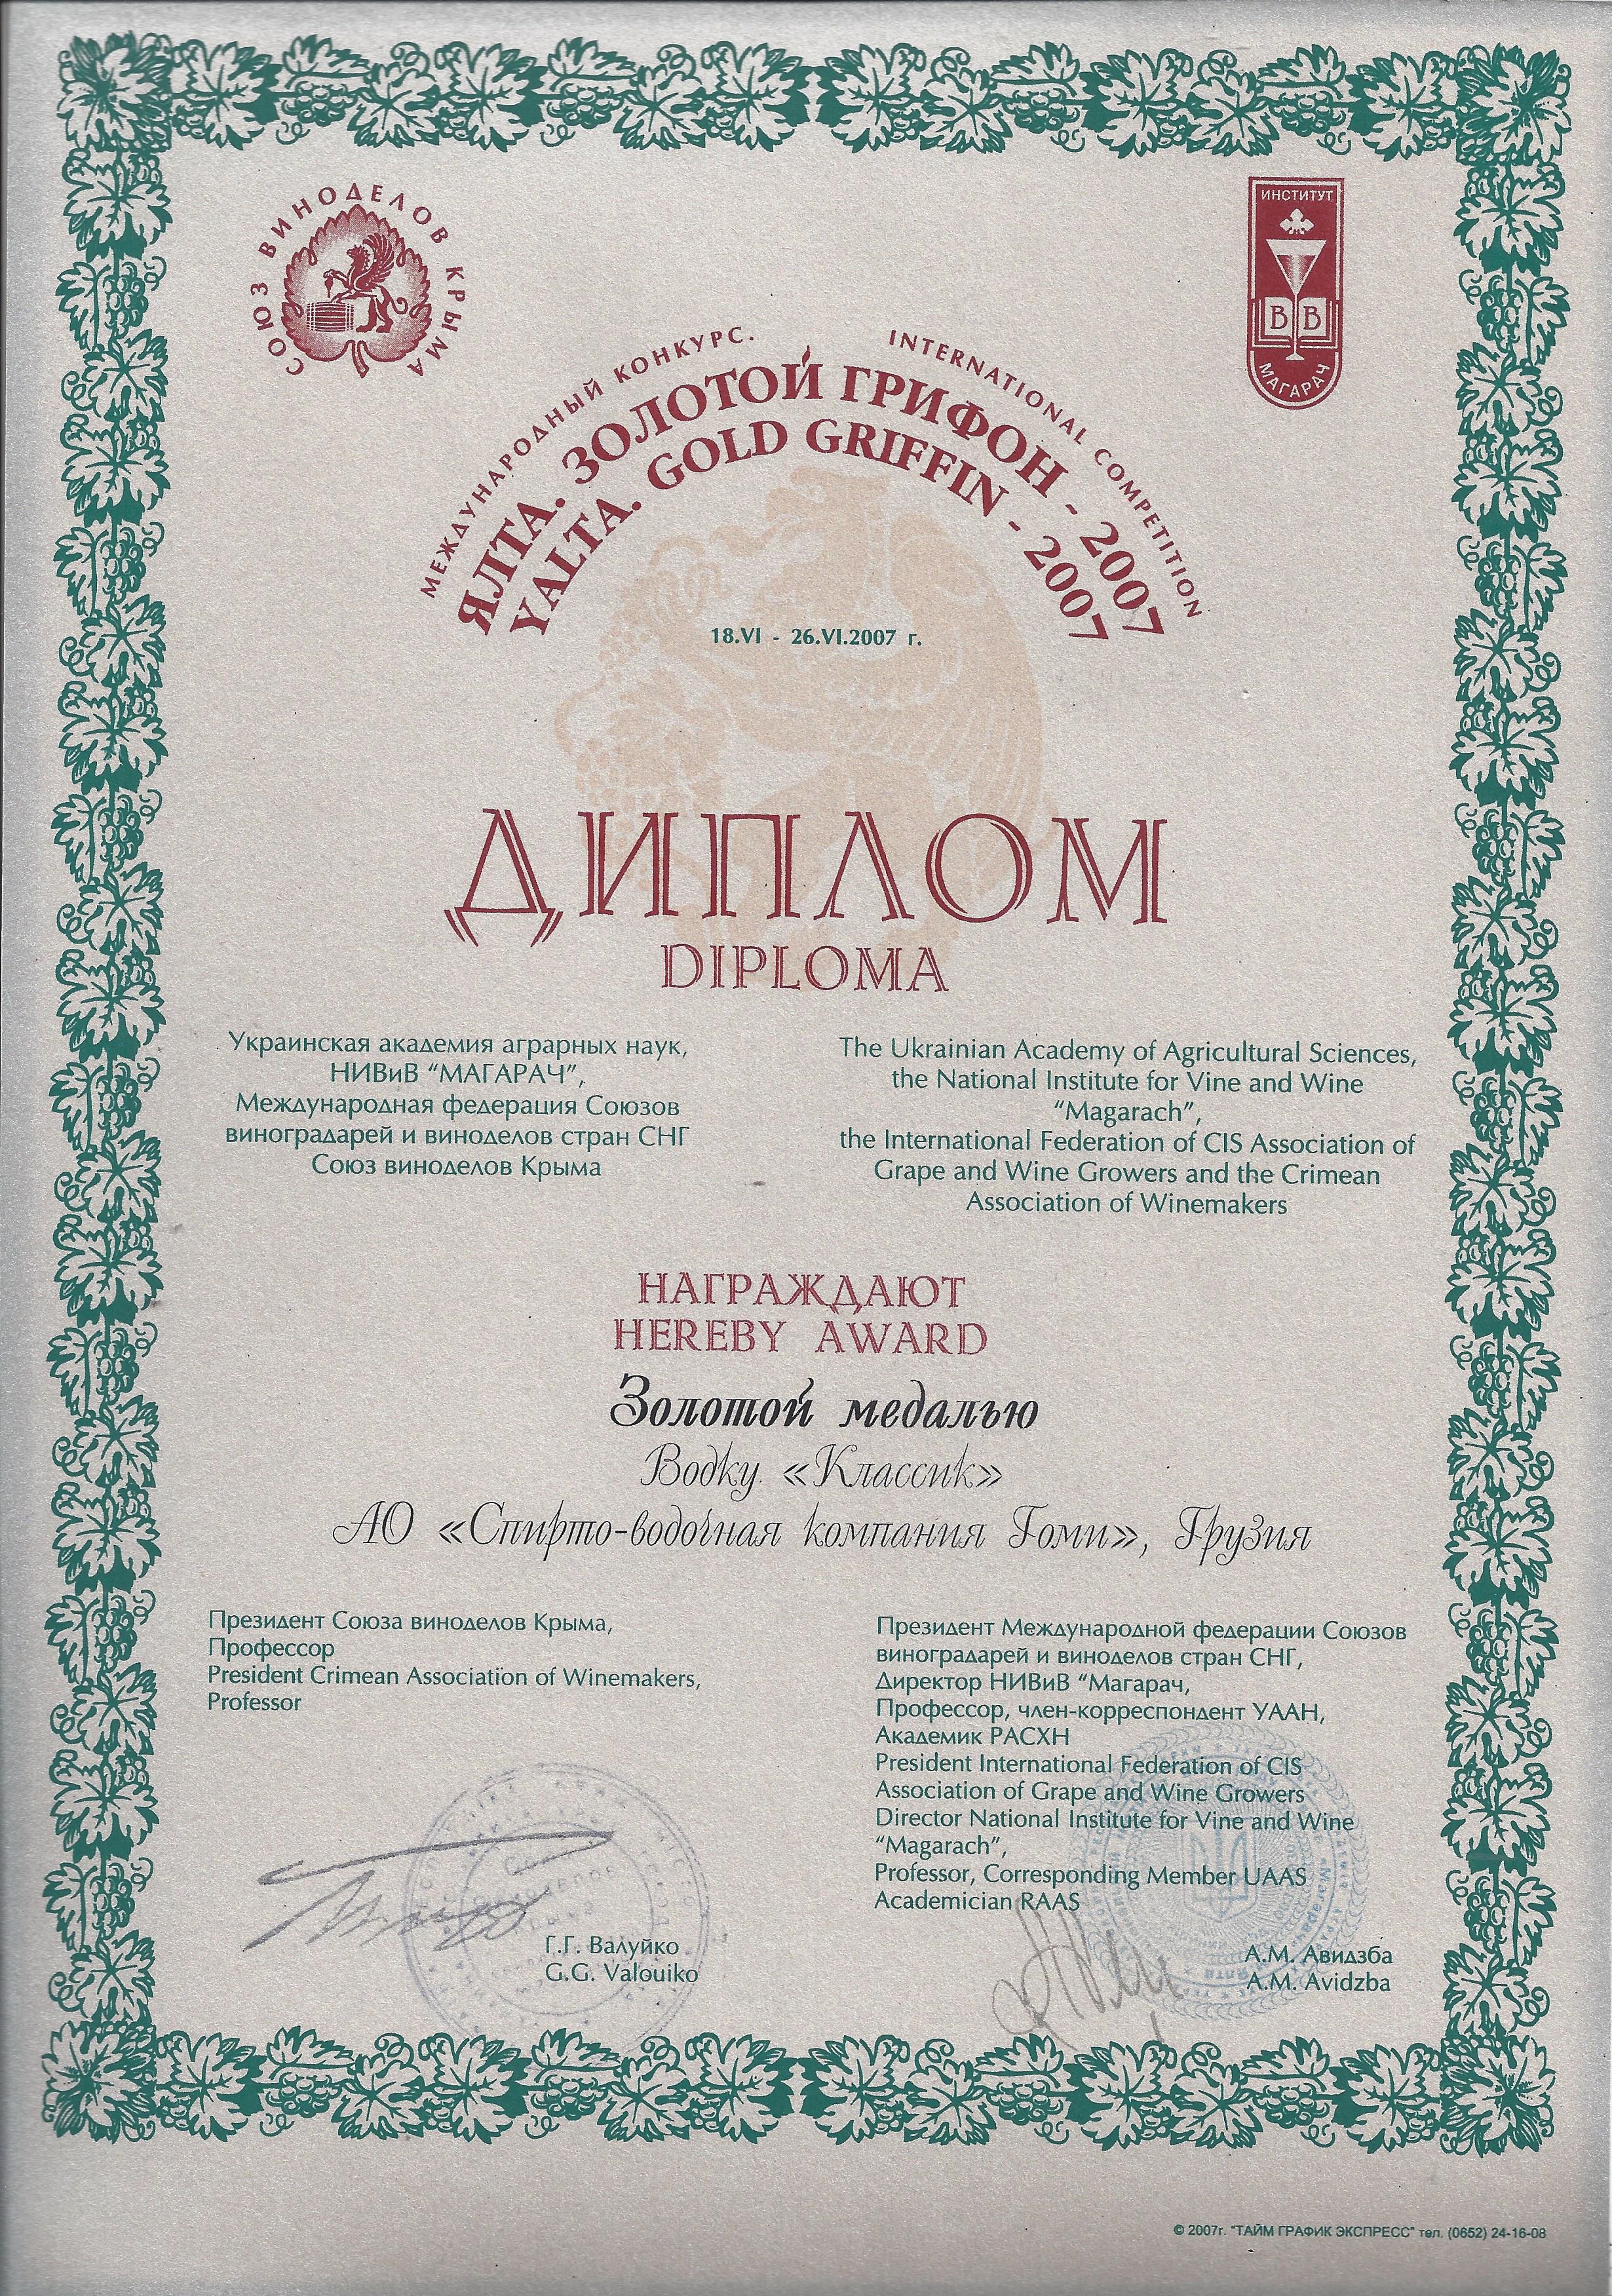 СОЮЗ ВИНОДЕЛОВ КРЫМА
ИНСТИТУТ
В В
МАГАРАЧ
МЕЖДУНАРОДНЫЙ КОНКУРС.
INTERNATIONAL COMPETITION
ЯЛТА. ЗОЛОТОЙ ГРИФОН - 2007
YALTA. GOLD GRIFFIN - 2007
18.VI - 26.VI.2007 г.
ДИПЛОМ
DIPLOMA
Украинская академия аграрных наук,
НИВиВ “МАГАРАЧ”,
Международная федерация Союзов
виноградарей и виноделов стран СНГ
Союз виноделов Крыма
The Ukrainian Academy of Agricultural Sciences,
the National Institute for Vine and Wine
“Magarach”,
the International Federation of CIS Association of
Grape and Wine Growers and the Crimean
Association of Winemakers
НАГРАЖДАЮТ
HEREBY AWARD
Золотой медалью
Водку «Классик»
АО «Спирто-водочная компания Гоми», Грузия
Президент Союза виноделов Крыма,
Профессор
President Crimean Association of Winemakers,
Professor
Г.Г. Валуйко
G.G. Valouiko
Президент Международной федерации Союзов
виноградарей и виноделов стран СНГ,
Директор НИВиВ “Магарач,
Профессор, член-корреспондент УААН,
Академик РАСХН
President International Federation of CIS
Association of Grape and Wine Growers
Director National Institute for Vine and Wine
“Magarach”,
Professor, Corresponding Member UAAS
Academician RAAS
А.М. Авидзба
A.M. Avidzba
© 2007г. “ТАЙМ ГРАФИК ЭКСПРЕСС” тел. (0652) 24-16-08